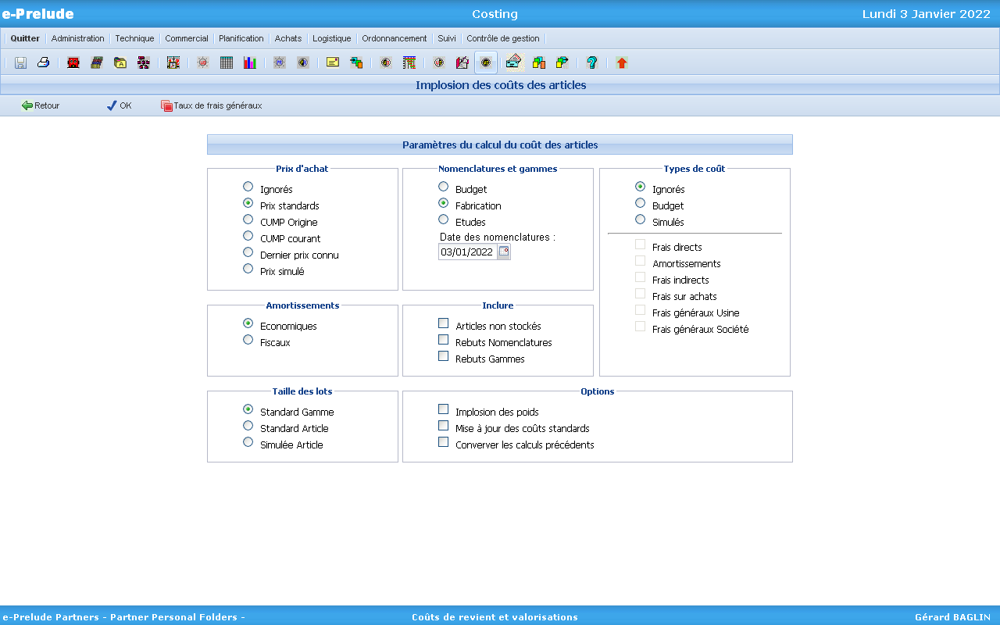 e-Prelude Costing Lundi 3 Janvier 2022
Quitter Administration Technique Commercial Planification Achats Logistique Ordonnancement Suivi Contrôle de gestion
Implosion des coûts des articles
Retour OK Taux de frais généraux
Paramètres du calcul du coût des articles
Prix d'achat
Ignorés
Prix standards
CUMP Origine
CUMP courant
Dernier prix connu
Prix simulé
Nomenclatures et gammes
Budget
Fabrication
Etudes
Date des nomenclatures :
03/01/2022
Types de coût
Ignorés
Budget
Simulés
Frais directs
Amortissements
Frais indirects
Frais sur achats
Frais généraux Usine
Frais généraux Société
Amortissements
Economiques
Fiscaux
Inclure
Articles non stockés
Rebuts Nomenclatures
Rebuts Gammes
Taille des lots
Standard Gamme
Standard Article
Simulée Article
Options
Implosion des poids
Mise à jour des coûts standards
Converver les calculs précédents
e-Prelude Partners - Partner Personal Folders - Coûts de revient et valorisations Gérard BAGLIN